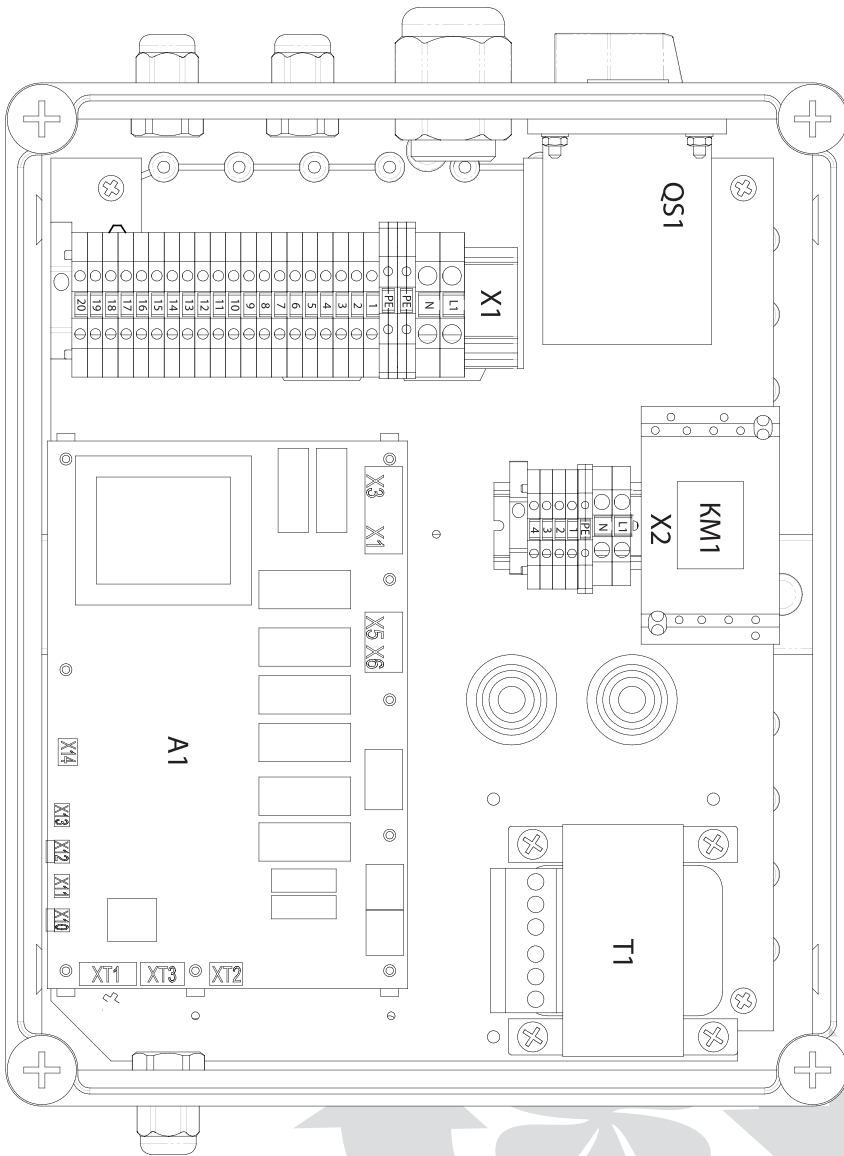 QS1
X1
20 19 18 17 16 15 14 13 12 11 10 9 8 7 6 5 4 3 2 1 PE PE N L1
KM1
X2
4 3 2 1 PE N L1
X3 X1
X5 X6
A1
X14
X13
X12
X11
X10
XT1 XT3 XT2
T1